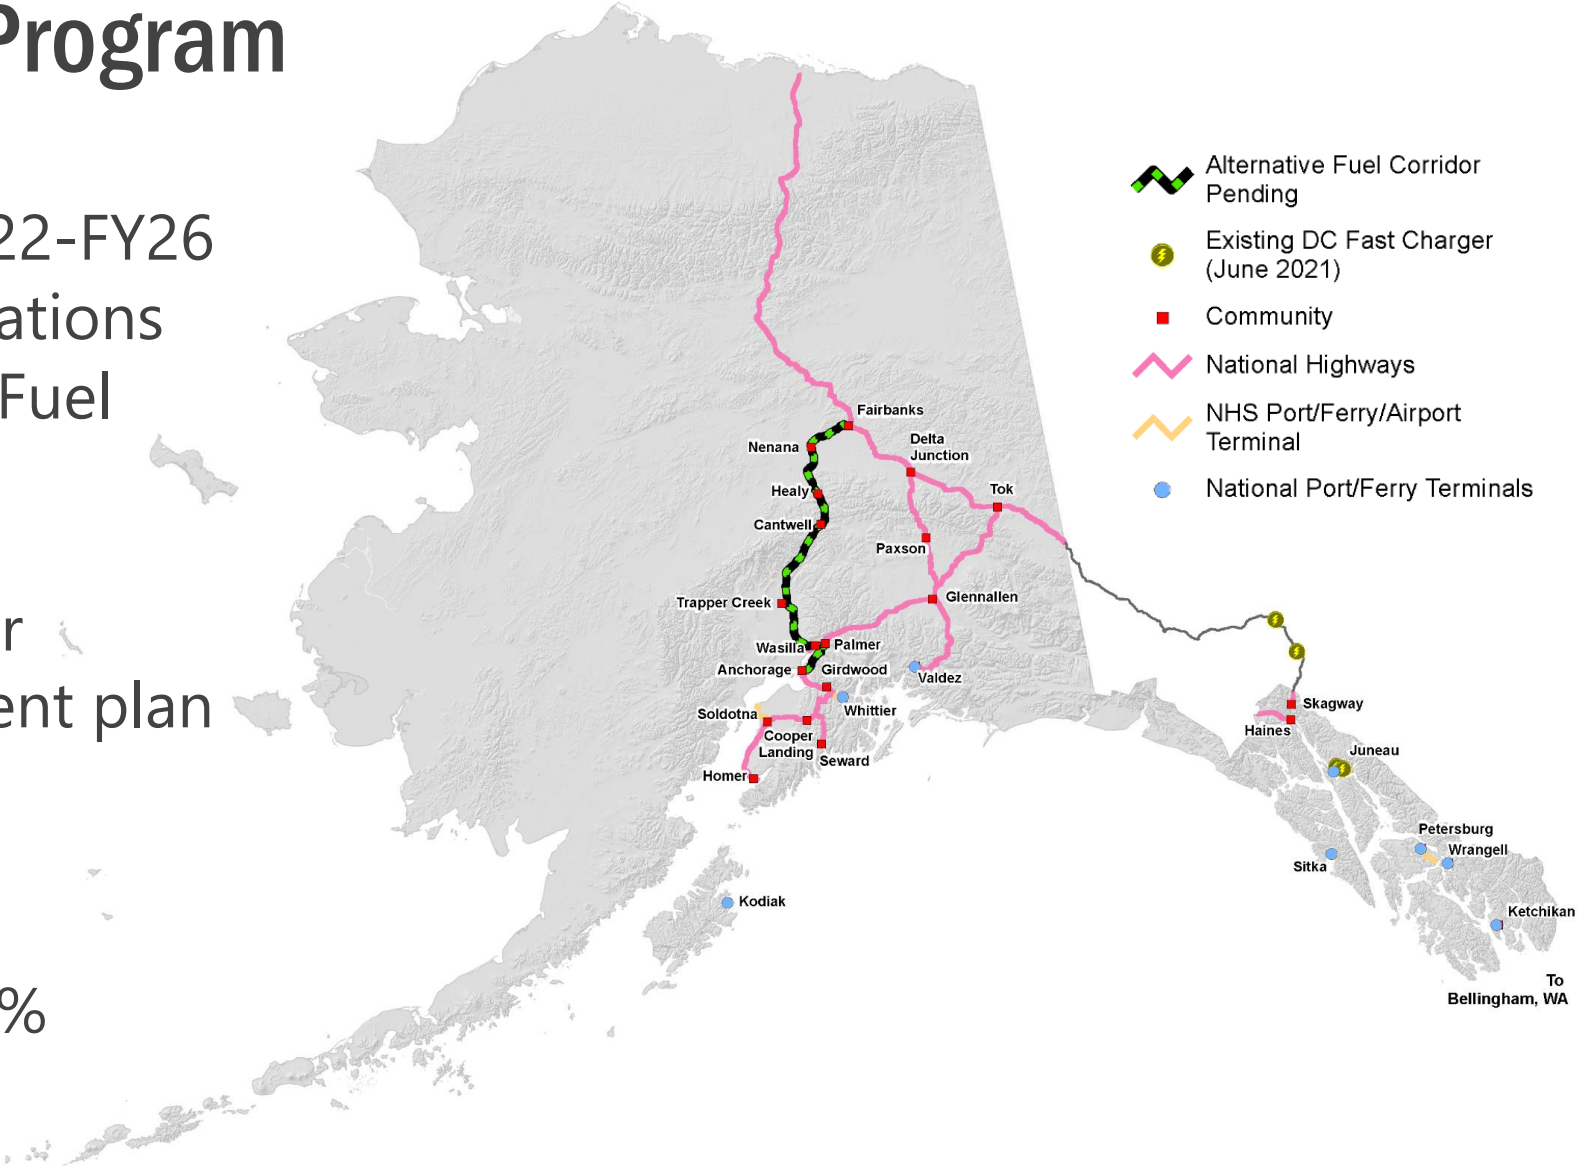 Program
22-FY26
ations
Fuel
r
ent plan
%
Alternative Fuel Corridor
Pending
Existing DC Fast Charger
(June 2021)
Community
National Highways
NHS Port/Ferry/Airport
Terminal
National Port/Ferry Terminals
Fairbanks
Nenana
Delta
Junction
Healy
Tok
Cantwell
Paxson
Trapper Creek
Glennallen
Wasilla
Palmer
Anchorage
Girdwood
Valdez
Whittier
Soldotna
Cooper
Landing
Seward
Homer
Kodiak
Skagway
Haines
Juneau
Petersburg
Wrangell
Sitka
Ketchikan
To
Bellingham, WA